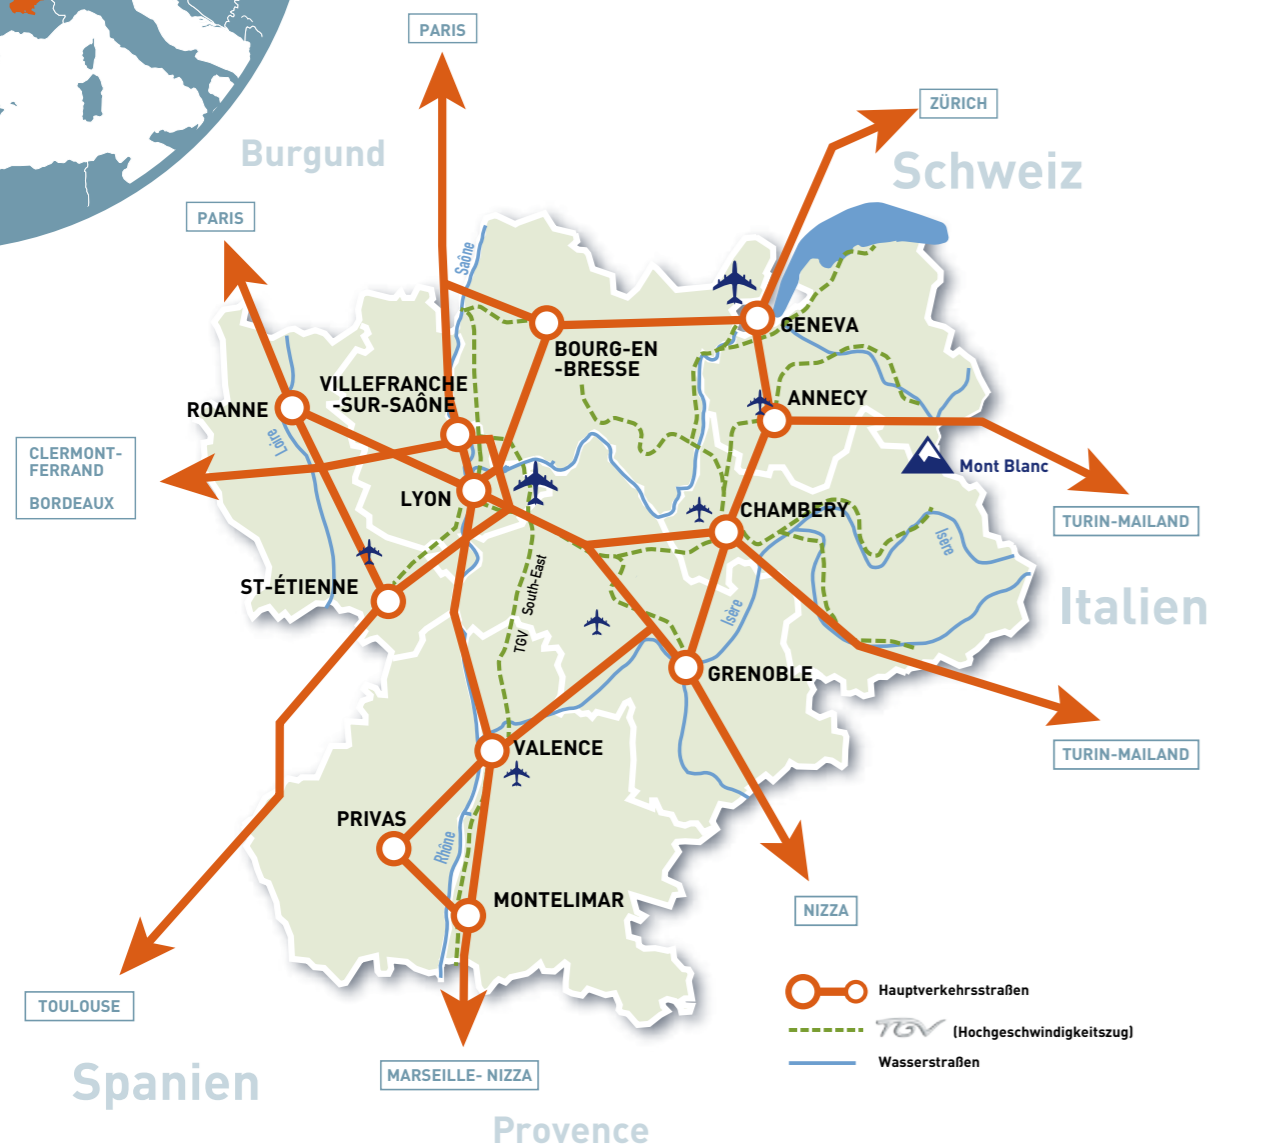 PARIS
ZÜRICH
Burgund
Schweiz
PARIS
Saône
GENEVA
BOURG-EN
-BRESSE
VILLEFRANCHE
-SUR-SAÔNE
ROANNE
ANNECY
Loire
CLERMONT-
FERRAND
BORDEAUX
Mont Blanc
LYON
CHAMBERY
TURIN-MAILAND
Isère
South-East
TGV
ST-ÉTIENNE
Isère
Italien
GRENOBLE
VALENCE
TURIN-MAILAND
PRIVAS
Rhône
MONTELIMAR
NIZZA
TOULOUSE
Hauptverkehrsstraßen
TGV (Hochgeschwindigkeitszug)
Wasserstraßen
MARSEILLE- NIZZA
Spanien
Provence